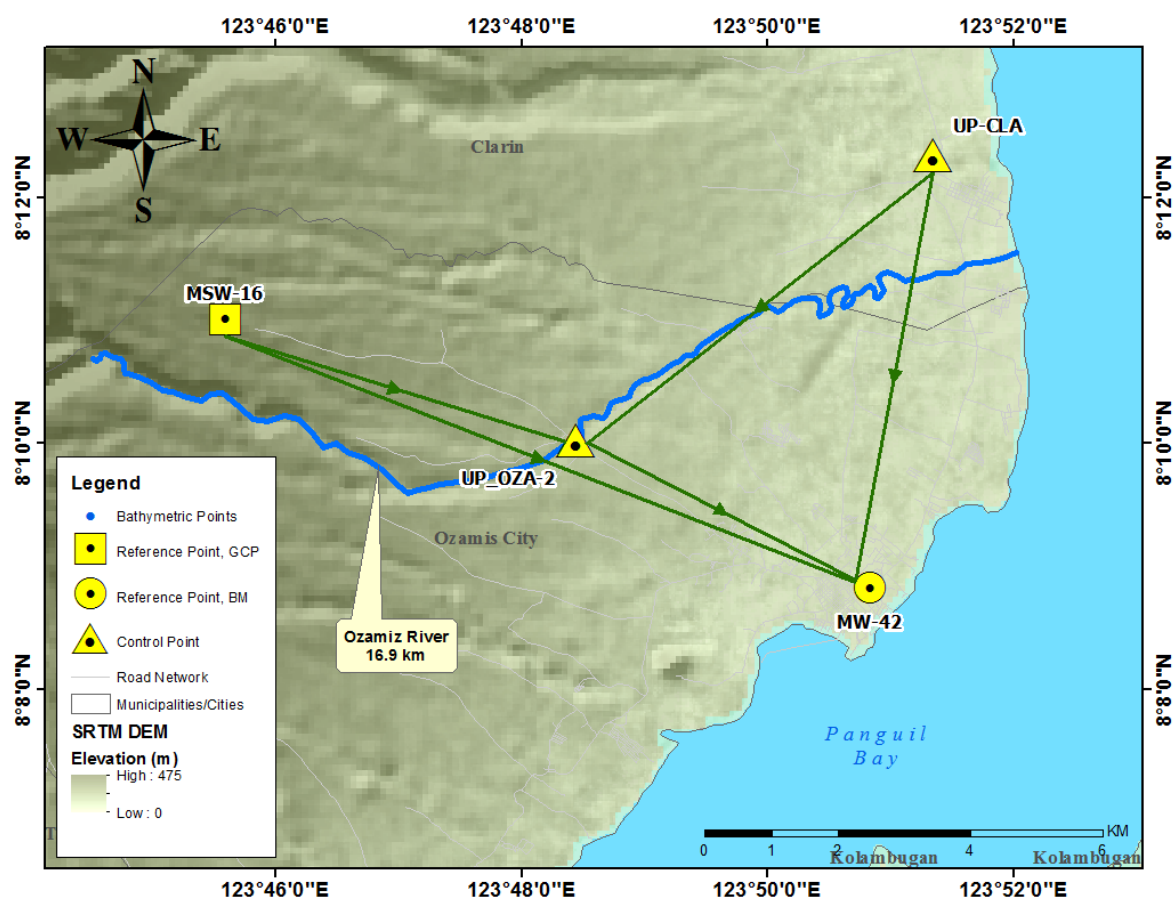 123°46'0"E 123°48'0"E 123°50'0"E 123°52'0"E
N
W E
S
UP-CLA
Clarin
8°12'0"N 8°12'0"N
MSW-16
8°10'0"N 8°10'0"N
UP_OZA-2
Legend
Bathymetric Points
Ozamis City
Reference Point, GCP
Reference Point, BM
MW-42
Control Point
Ozamiz River
16.9 km
Road Network
8°8'0"N 8°8'0"N
Municipalities/Cities
SRTM DEM
Elevation (m)
High : 475
Low : 0
Panguil
Bay
T
KM
0 1 2 4 6
Kolambugan Kolambugan
123°46'0"E 123°48'0"E 123°50'0"E 123°52'0"E